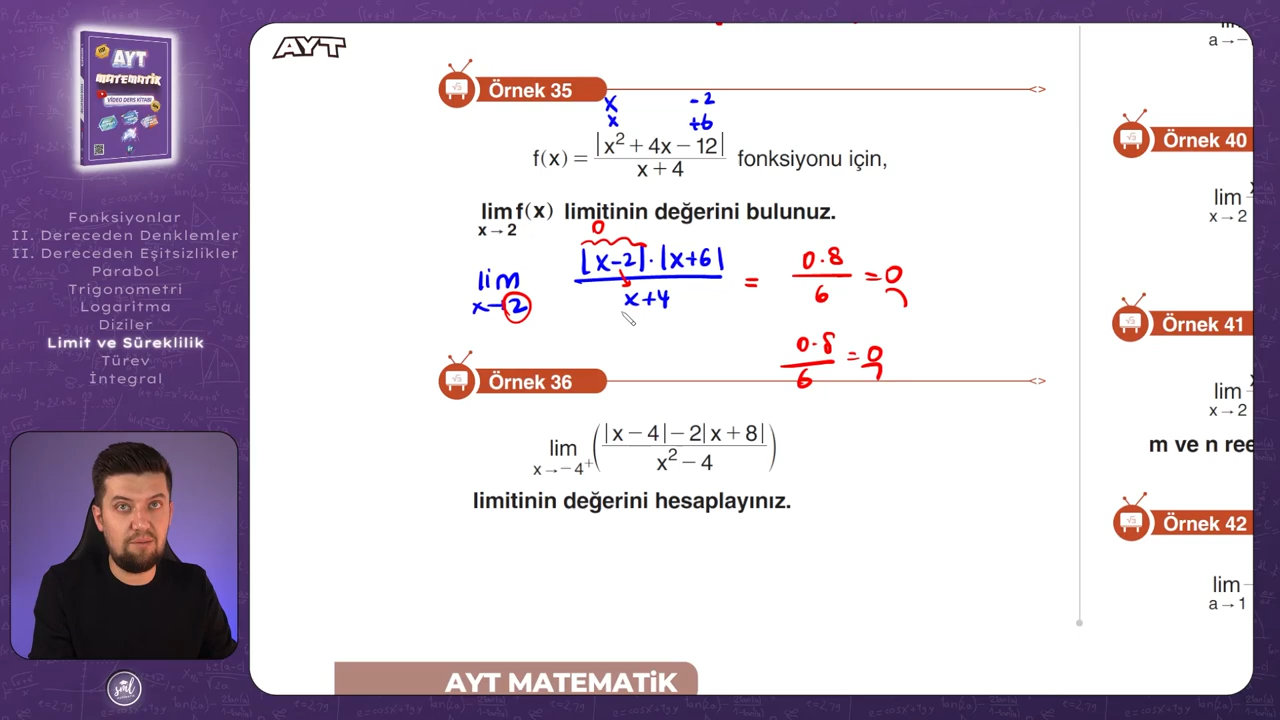 AYT
MATEMATİK
VİDEO DERS KİTABI
Fonksiyonlar
II. Dereceden Denklemler
II. Dereceden Eşitsizlikler
Parabol
Trigonometri
Logaritma
Diziler
Limit ve Süreklilik
Türev
İntegral
sml
AYT
Örnek 35
x -2
x +6
f(x) = |x² + 4x − 12| / x + 4 fonksiyonu için,
lim f(x) limitinin değerini bulunuz.
x → 2
0
lim |x-2|·|x+6| / x+4 = 0·8 / 6 = 0
x→2
0·8 / 6 = 0
Örnek 36
lim (|x − 4| − 2|x + 8| / x² − 4)
x → −4⁺
limitinin değerini hesaplayınız.
AYT MATEMATİK
a → −
Örnek 40
lim
x → 2
Örnek 41
lim
x → 2
m ve n ree
Örnek 42
lim
a → 1